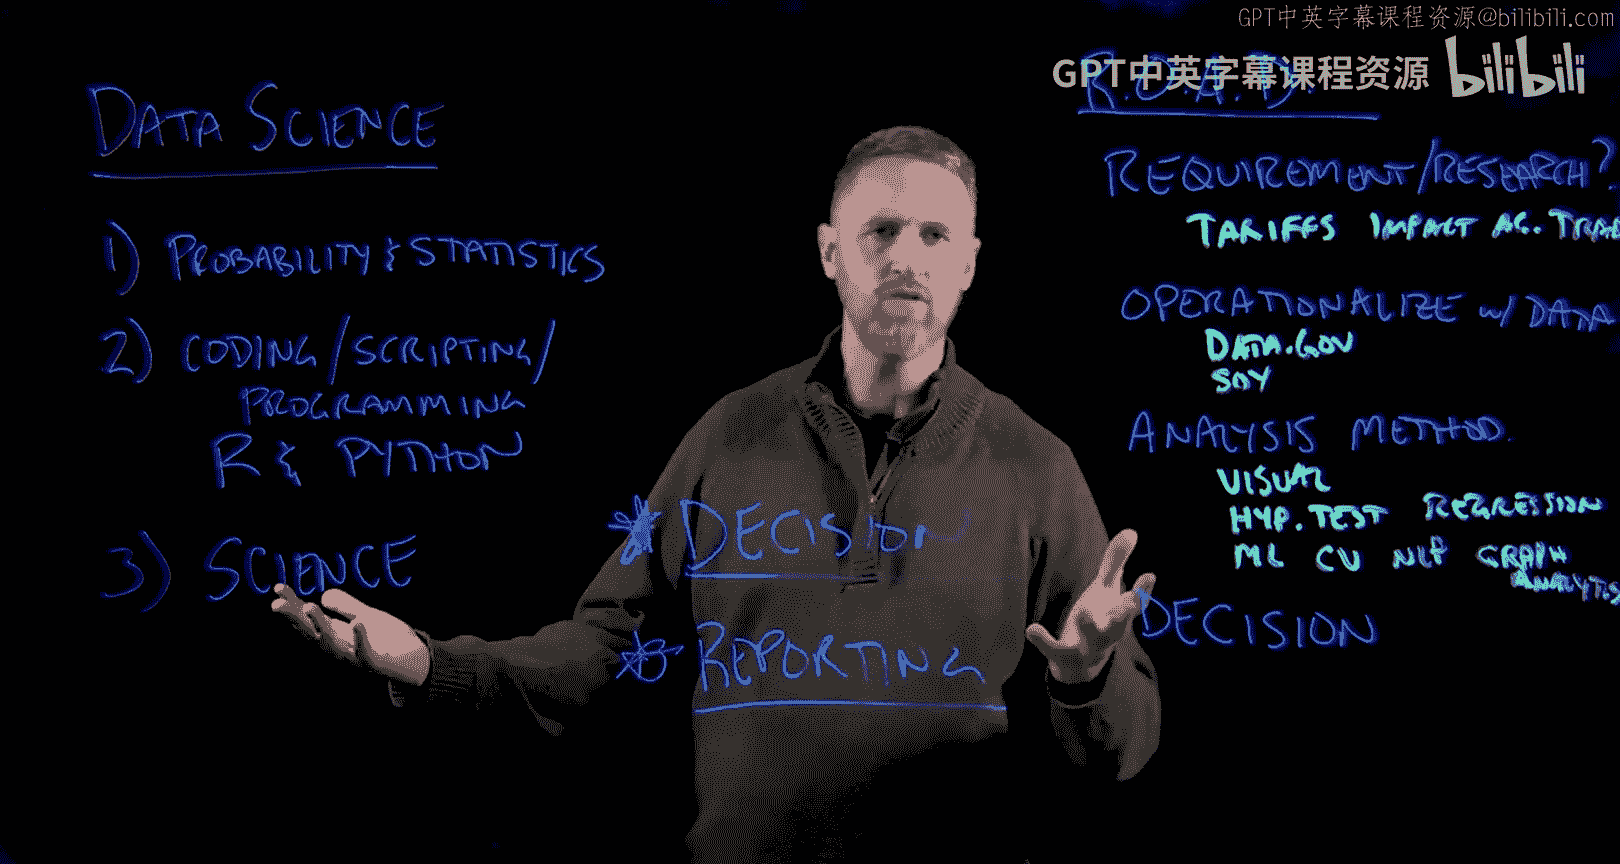 GPT中英字幕课程资源@bilibili.com
GPT中英字幕课程资源 bilibili
DATA SCIENCE
1) PROBABILITY & STATISTICS
2) CODING/SCRIPTING/
PROGRAMMING
R & PYTHON
3) SCIENCE
* DECISION
* REPORTING
R.O.A.D.
REQUIREMENT/RESEARCH?
TARIFFS IMPACT AG.
OPERATIONALIZE W/ DATA
DATA.GOV
SOY
ANALYSIS METHOD.
VISUAL
HYP. TEST REGRESSION
ML CV NLP GRAPH
ANALYTICS
DECISION